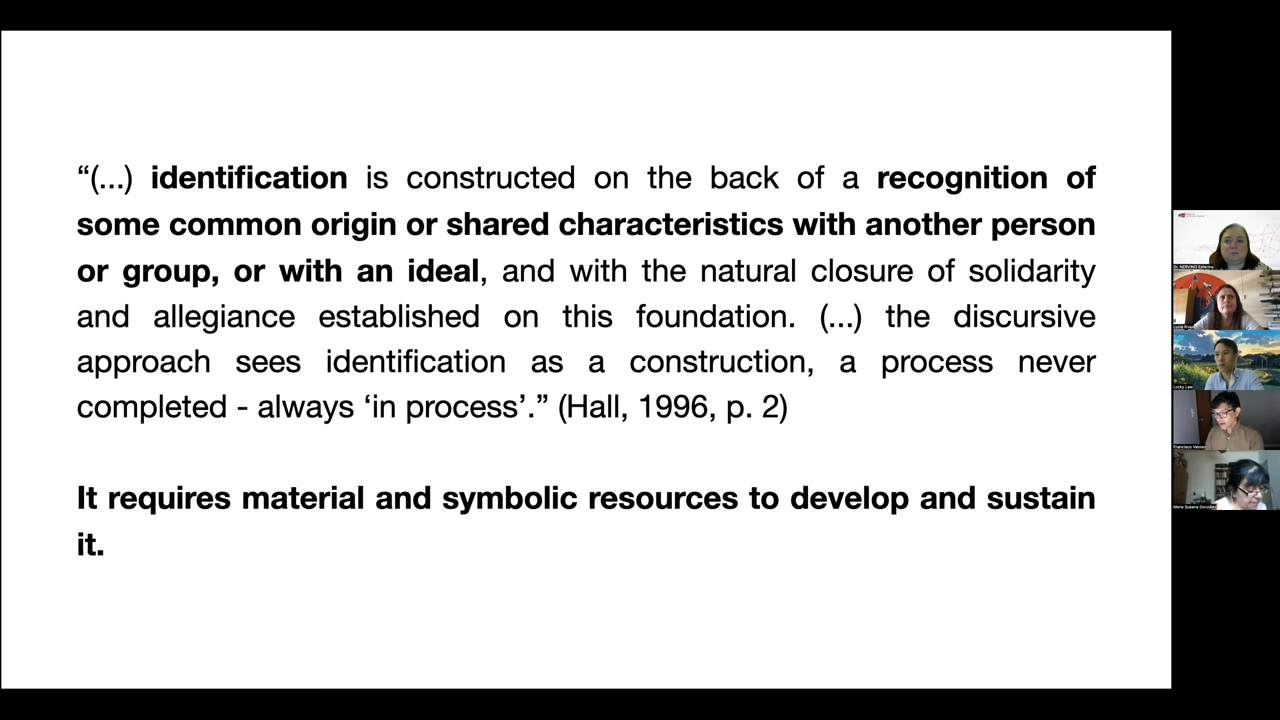 “(...) identification is constructed on the back of a recognition of
some common origin or shared characteristics with another person
or group, or with an ideal, and with the natural closure of solidarity
and allegiance established on this foundation. (...) the discursive
approach sees identification as a construction, a process never
completed - always ‘in process’.” (Hall, 1996, p. 2)
It requires material and symbolic resources to develop and sustain
it.
Locky Law